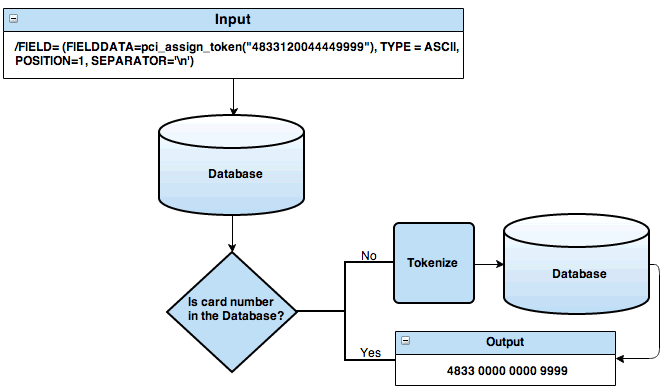 Input
/FIELD= (FIELDDATA=pci_assign_token("4833120044449999"), TYPE = ASCII,
POSITION=1, SEPARATOR='\n')
Database
Is card number
in the Database?
No
Tokenize
Database
Yes
Output
4833 0000 0000 9999